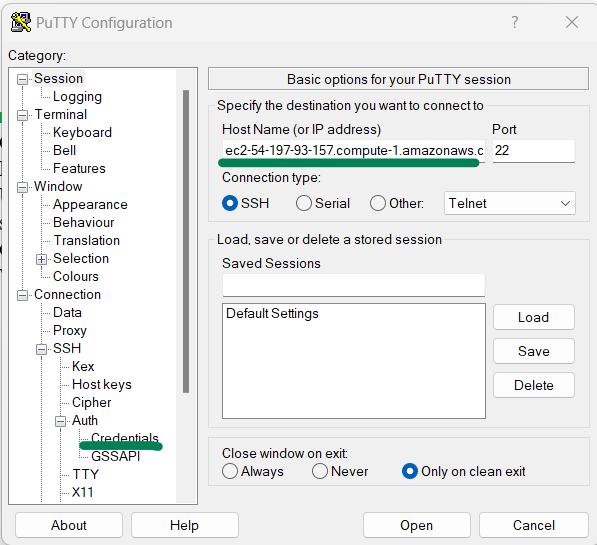 PuTTY Configuration ? ×
Category:
Session
Logging
Terminal
Keyboard
Bell
Features
Window
Appearance
Behaviour
Translation
Selection
Colours
Connection
Data
Proxy
SSH
Kex
Host keys
Cipher
Auth
Credentials
GSSAPI
TTY
X11
Basic options for your PuTTY session
Specify the destination you want to connect to
Host Name (or IP address) Port
ec2-54-197-93-157.compute-1.amazonaws.c 22
Connection type:
SSH Serial Other: Telnet
Load, save or delete a stored session
Saved Sessions
Default Settings
Load
Save
Delete
Close window on exit:
Always Never Only on clean exit
About Help Open Cancel